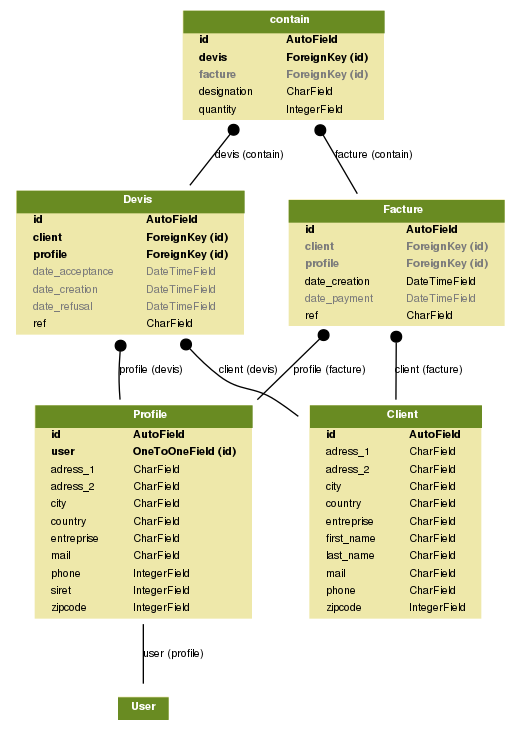 contain
id AutoField
devis ForeignKey (id)
facture ForeignKey (id)
designation CharField
quantity IntegerField
devis (contain)
facture (contain)
Devis
id AutoField
client ForeignKey (id)
profile ForeignKey (id)
date_acceptance DateTimeField
date_creation DateTimeField
date_refusal DateTimeField
ref CharField
Facture
id AutoField
client ForeignKey (id)
profile ForeignKey (id)
date_creation DateTimeField
date_payment DateTimeField
ref CharField
profile (devis)
client (devis)
profile (facture)
client (facture)
Profile
id AutoField
user OneToOneField (id)
adress_1 CharField
adress_2 CharField
city CharField
country CharField
entreprise CharField
mail CharField
phone IntegerField
siret IntegerField
zipcode IntegerField
Client
id AutoField
adress_1 CharField
adress_2 CharField
city CharField
country CharField
entreprise CharField
first_name CharField
last_name CharField
mail CharField
phone CharField
zipcode IntegerField
user (profile)
User